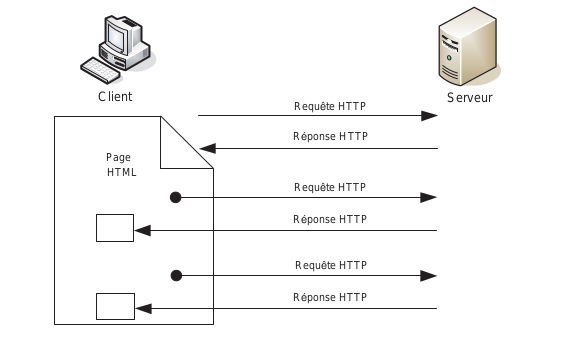 Client
Serveur
Requête HTTP
Réponse HTTP
Page
HTML
Requête HTTP
Réponse HTTP
Requête HTTP
Réponse HTTP